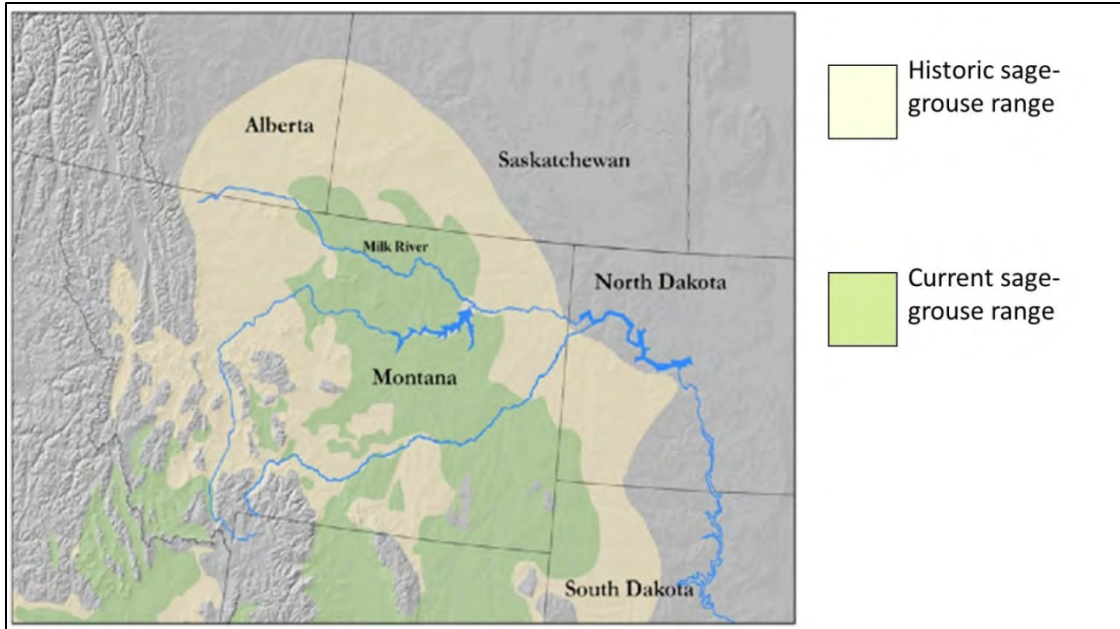 Alberta
Saskatchewan
Milk River
North Dakota
Montana
South Dakota
Historic sage-
grouse range
Current sage-
grouse range